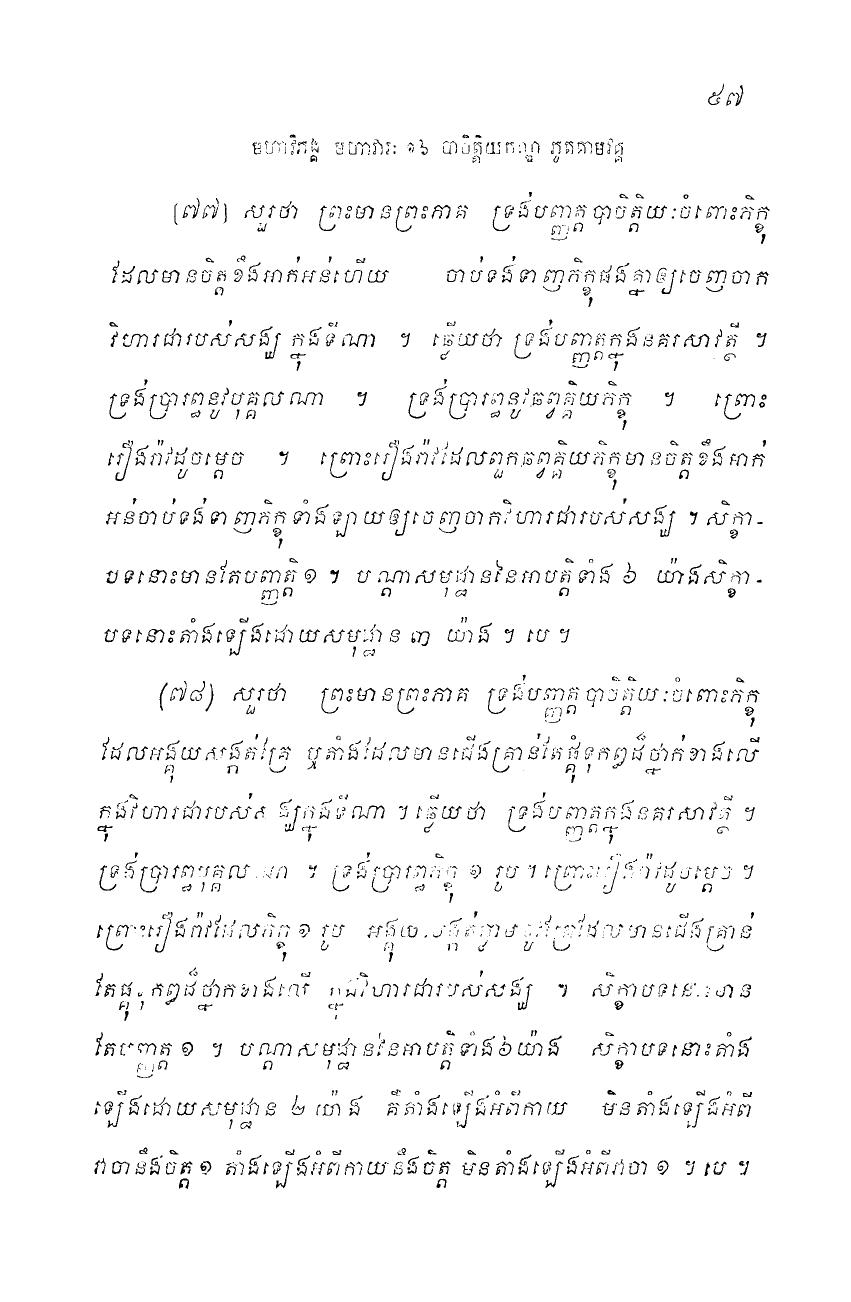 ៥៧
មហាវិភង្គ មហាវារៈ ១៦ បាចិត្តិយកណ្ឌ ភូតគាមវគ្គ
[៧៧] សួរថា ព្រះមានព្រះភាគ ទ្រង់បញ្ញត្តបាចិត្តិយៈចំពោះភិក្ខុ
ដែលមានចិត្តខឹងអាក់អន់ហើយ ចាប់ទង់ទាញភិក្ខុផងគ្នាឲ្យចេញចាក
វិហារជារបស់សង្ឃ ក្នុងទីណា ។ ឆ្លើយថា ទ្រង់បញ្ញត្តក្នុងនគរសាវត្ថី ។
ទ្រង់ប្រារព្ធនូវបុគ្គលណា ។ ទ្រង់ប្រារព្ធនូវឆព្វគ្គិយភិក្ខុ ។ ព្រោះ
រឿងរ៉ាវដូចម្តេច ។ ព្រោះរឿងរ៉ាវដែលពួកឆព្វគ្គិយភិក្ខុមានចិត្តខឹងអាក់
អន់ចាប់ទង់ទាញភិក្ខុទាំងឡាយឲ្យចេញចាកវិហារជារបស់សង្ឃ ។ សិក្ខា-
បទនោះមានតែបញ្ញត្តិ ១ ។ បណ្តាសមុដ្ឋាននៃអាបត្តិទាំង ៦ យ៉ាងសិក្ខា-
បទនោះតាំងឡើងដោយសមុដ្ឋាន ៣ យ៉ាង ។ បេ ។
(៧៨) សួរថា ព្រះមានព្រះភាគ ទ្រង់បញ្ញត្តបាចិត្តិយៈចំពោះភិក្ខុ
ដែលអង្គុយសង្កត់គ្រែ ឬតាំងដែលមានជើងគ្រាន់តែផ្គុំទុកឰដ៏ថ្នាក់ខាងលើ
ក្នុងវិហារជារបស់សង្ឃក្នុងទីណា ។ ឆ្លើយថា ទ្រង់បញ្ញត្តក្នុងនគរសាវត្ថី ។
ទ្រង់ប្រារព្ធបុគ្គលណា ។ ទ្រង់ប្រារព្ធភិក្ខុ ១ រូប ។ ព្រោះរឿងរ៉ាវដូចម្តេច ។
ព្រោះរឿងរ៉ាវដែលភិក្ខុ ១ រូប អង្គុយសង្កត់ នូវគ្រែដែលមានជើងគ្រាន់
តែផ្គុំទុកឰដ៏ថ្នាក់ខាងលើ ក្នុងវិហារជារបស់សង្ឃ ។ សិក្ខាបទនេះមាន
តែបញ្ញត្តិ ១ ។ បណ្តាសមុដ្ឋាននៃអាបត្តិទាំង៦យ៉ាង សិក្ខាបទនោះតាំង
ឡើងដោយសមុដ្ឋាន ២ យ៉ាង គឺតាំងឡើងអំពីកាយ មិនតាំងឡើងអំពី
វាចានឹងចិត្ត ១ តាំងឡើងអំពីកាយនឹងចិត្ត មិនតាំងឡើងអំពីវាចា ១ ។ បេ ។